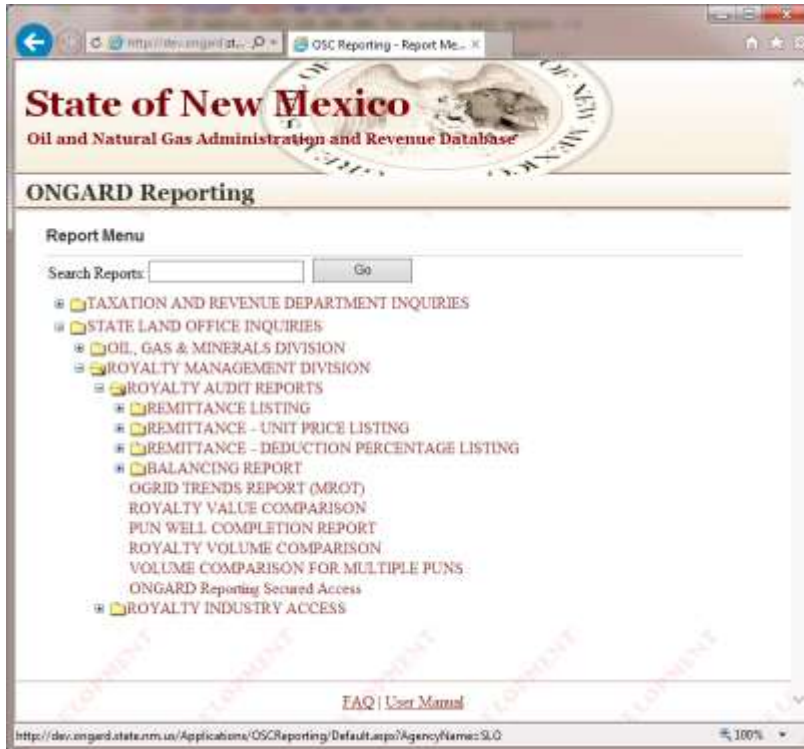 OSC Reporting - Report Me...
OF NEW MEXICO
State of New Mexico
Oil and Natural Gas Administration and Revenue Database
ONGARD Reporting
Report Menu
Search Reports: Go
TAXATION AND REVENUE DEPARTMENT INQUIRIES
STATE LAND OFFICE INQUIRIES
OIL, GAS & MINERALS DIVISION
ROYALTY MANAGEMENT DIVISION
ROYALTY AUDIT REPORTS
REMITTANCE LISTING
REMITTANCE - UNIT PRICE LISTING
REMITTANCE - DEDUCTION PERCENTAGE LISTING
BALANCING REPORT
OGRID TRENDS REPORT (MROT)
ROYALTY VALUE COMPARISON
PUN WELL COMPLETION REPORT
ROYALTY VOLUME COMPARISON
VOLUME COMPARISON FOR MULTIPLE PUNS
ONGARD Reporting Secured Access
ROYALTY INDUSTRY ACCESS
FAQ | User Manual
http://dev.ongard.state.nm.us/Applications/OSCReporting/Default.aspx?AgencyName=SLO
100%